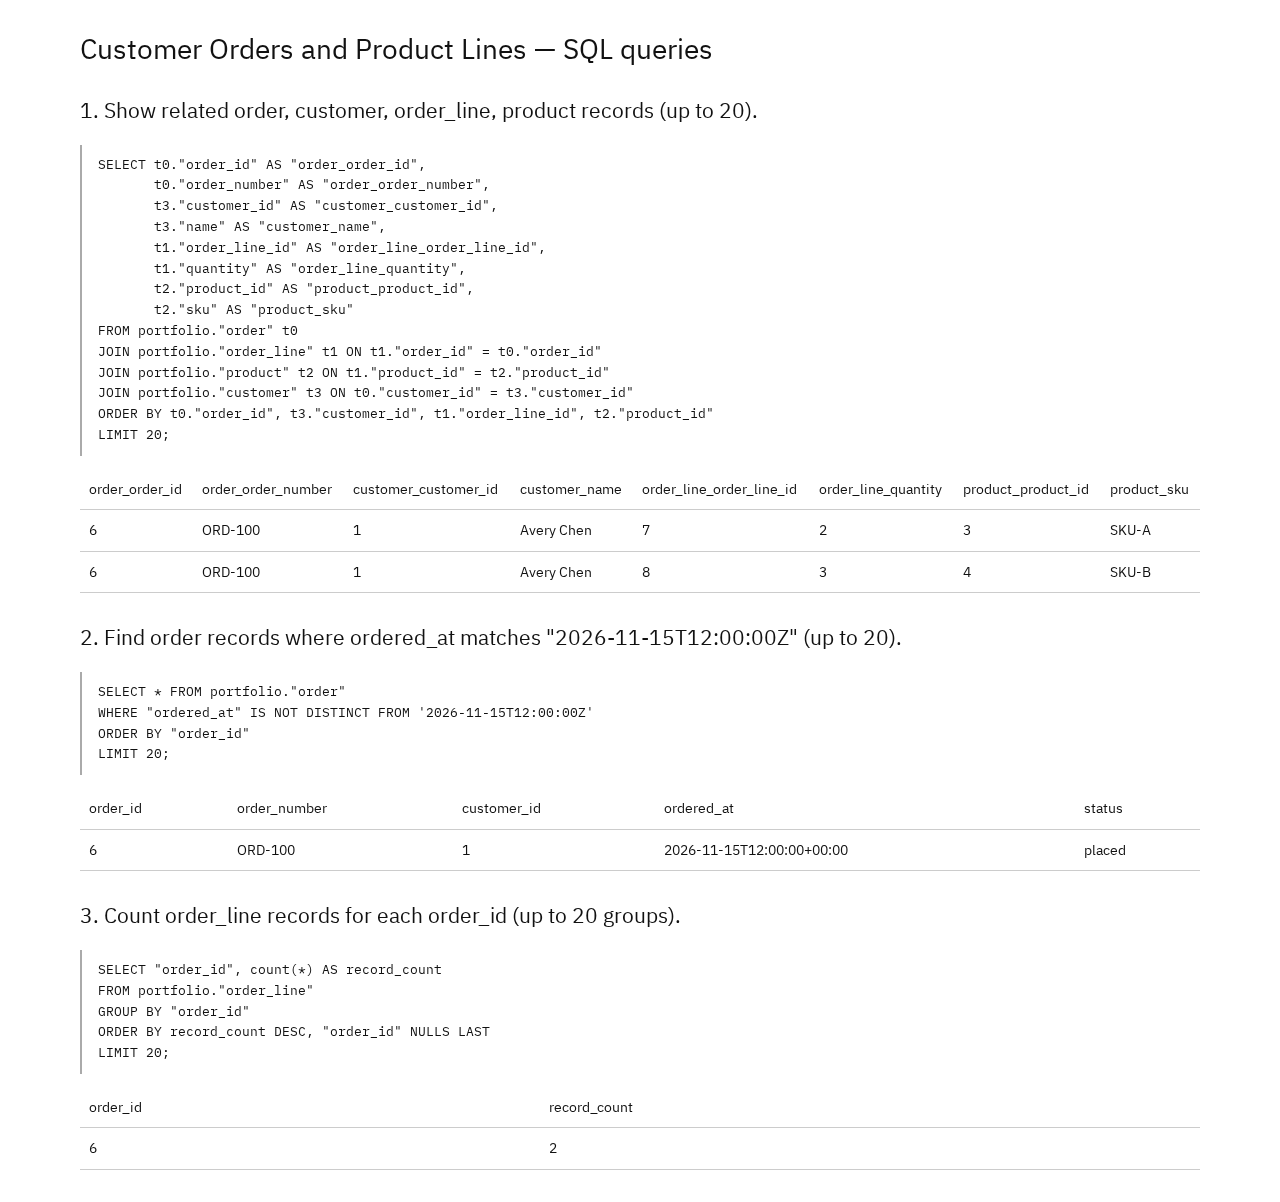 Customer Orders and Product Lines — SQL queries
1. Show related order, customer, order_line, product records (up to 20).
SELECT t0."order_id" AS "order_order_id",
       t0."order_number" AS "order_order_number",
       t3."customer_id" AS "customer_customer_id",
       t3."name" AS "customer_name",
       t1."order_line_id" AS "order_line_order_line_id",
       t1."quantity" AS "order_line_quantity",
       t2."product_id" AS "product_product_id",
       t2."sku" AS "product_sku"
FROM portfolio."order" t0
JOIN portfolio."order_line" t1 ON t1."order_id" = t0."order_id"
JOIN portfolio."product" t2 ON t1."product_id" = t2."product_id"
JOIN portfolio."customer" t3 ON t0."customer_id" = t3."customer_id"
ORDER BY t0."order_id", t3."customer_id", t1."order_line_id", t2."product_id"
LIMIT 20;
order_order_id order_order_number customer_customer_id customer_name order_line_order_line_id order_line_quantity product_product_id product_sku
6 ORD-100 1 Avery Chen 7 2 3 SKU-A
6 ORD-100 1 Avery Chen 8 3 4 SKU-B
2. Find order records where ordered_at matches "2026-11-15T12:00:00Z" (up to 20).
SELECT * FROM portfolio."order"
WHERE "ordered_at" IS NOT DISTINCT FROM '2026-11-15T12:00:00Z'
ORDER BY "order_id"
LIMIT 20;
order_id order_number customer_id ordered_at status
6 ORD-100 1 2026-11-15T12:00:00+00:00 placed
3. Count order_line records for each order_id (up to 20 groups).
SELECT "order_id", count(*) AS record_count
FROM portfolio."order_line"
GROUP BY "order_id"
ORDER BY record_count DESC, "order_id" NULLS LAST
LIMIT 20;
order_id record_count
6 2